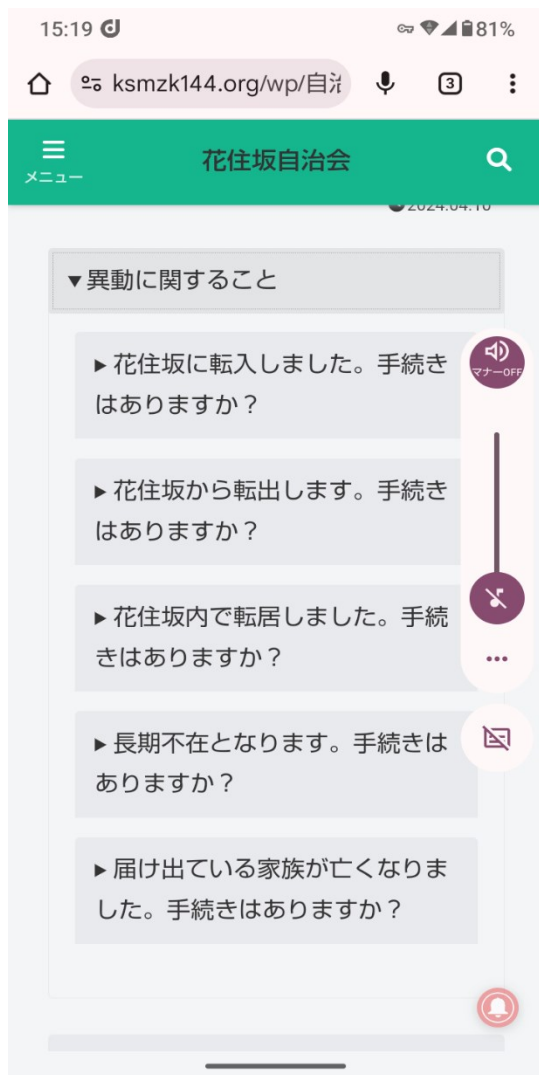 15:19
81%
ksmzk144.org/wp/自治
3
メニュー
花住坂自治会
2024.04.10
▼異動に関すること
▶花住坂に転入しました。手続き
はありますか？
マナーOFF
▶花住坂から転出します。手続き
はありますか？
▶花住坂内で転居しました。手続
きはありますか？
▶長期不在となります。手続きは
ありますか？
▶届け出ている家族が亡くなりま
した。手続きはありますか？